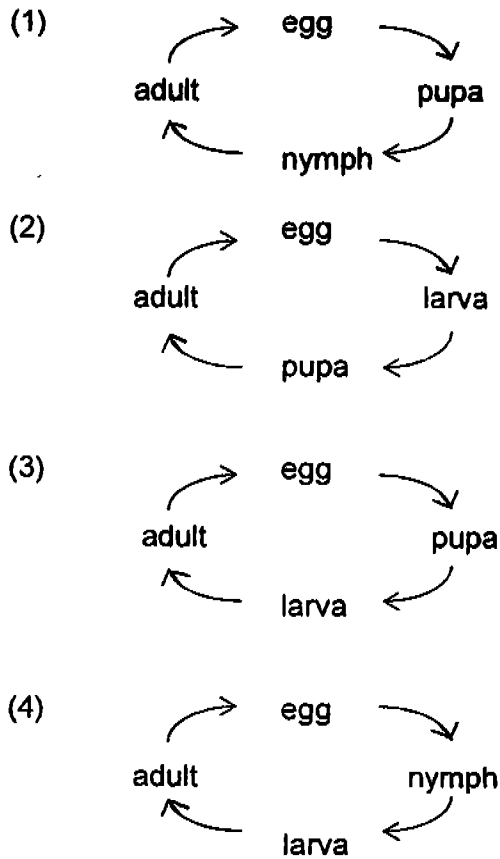 (1) egg
adult pupa
nymph
(2) egg
adult larva
pupa
(3) egg
adult pupa
larva
(4) egg
adult nymph
larva